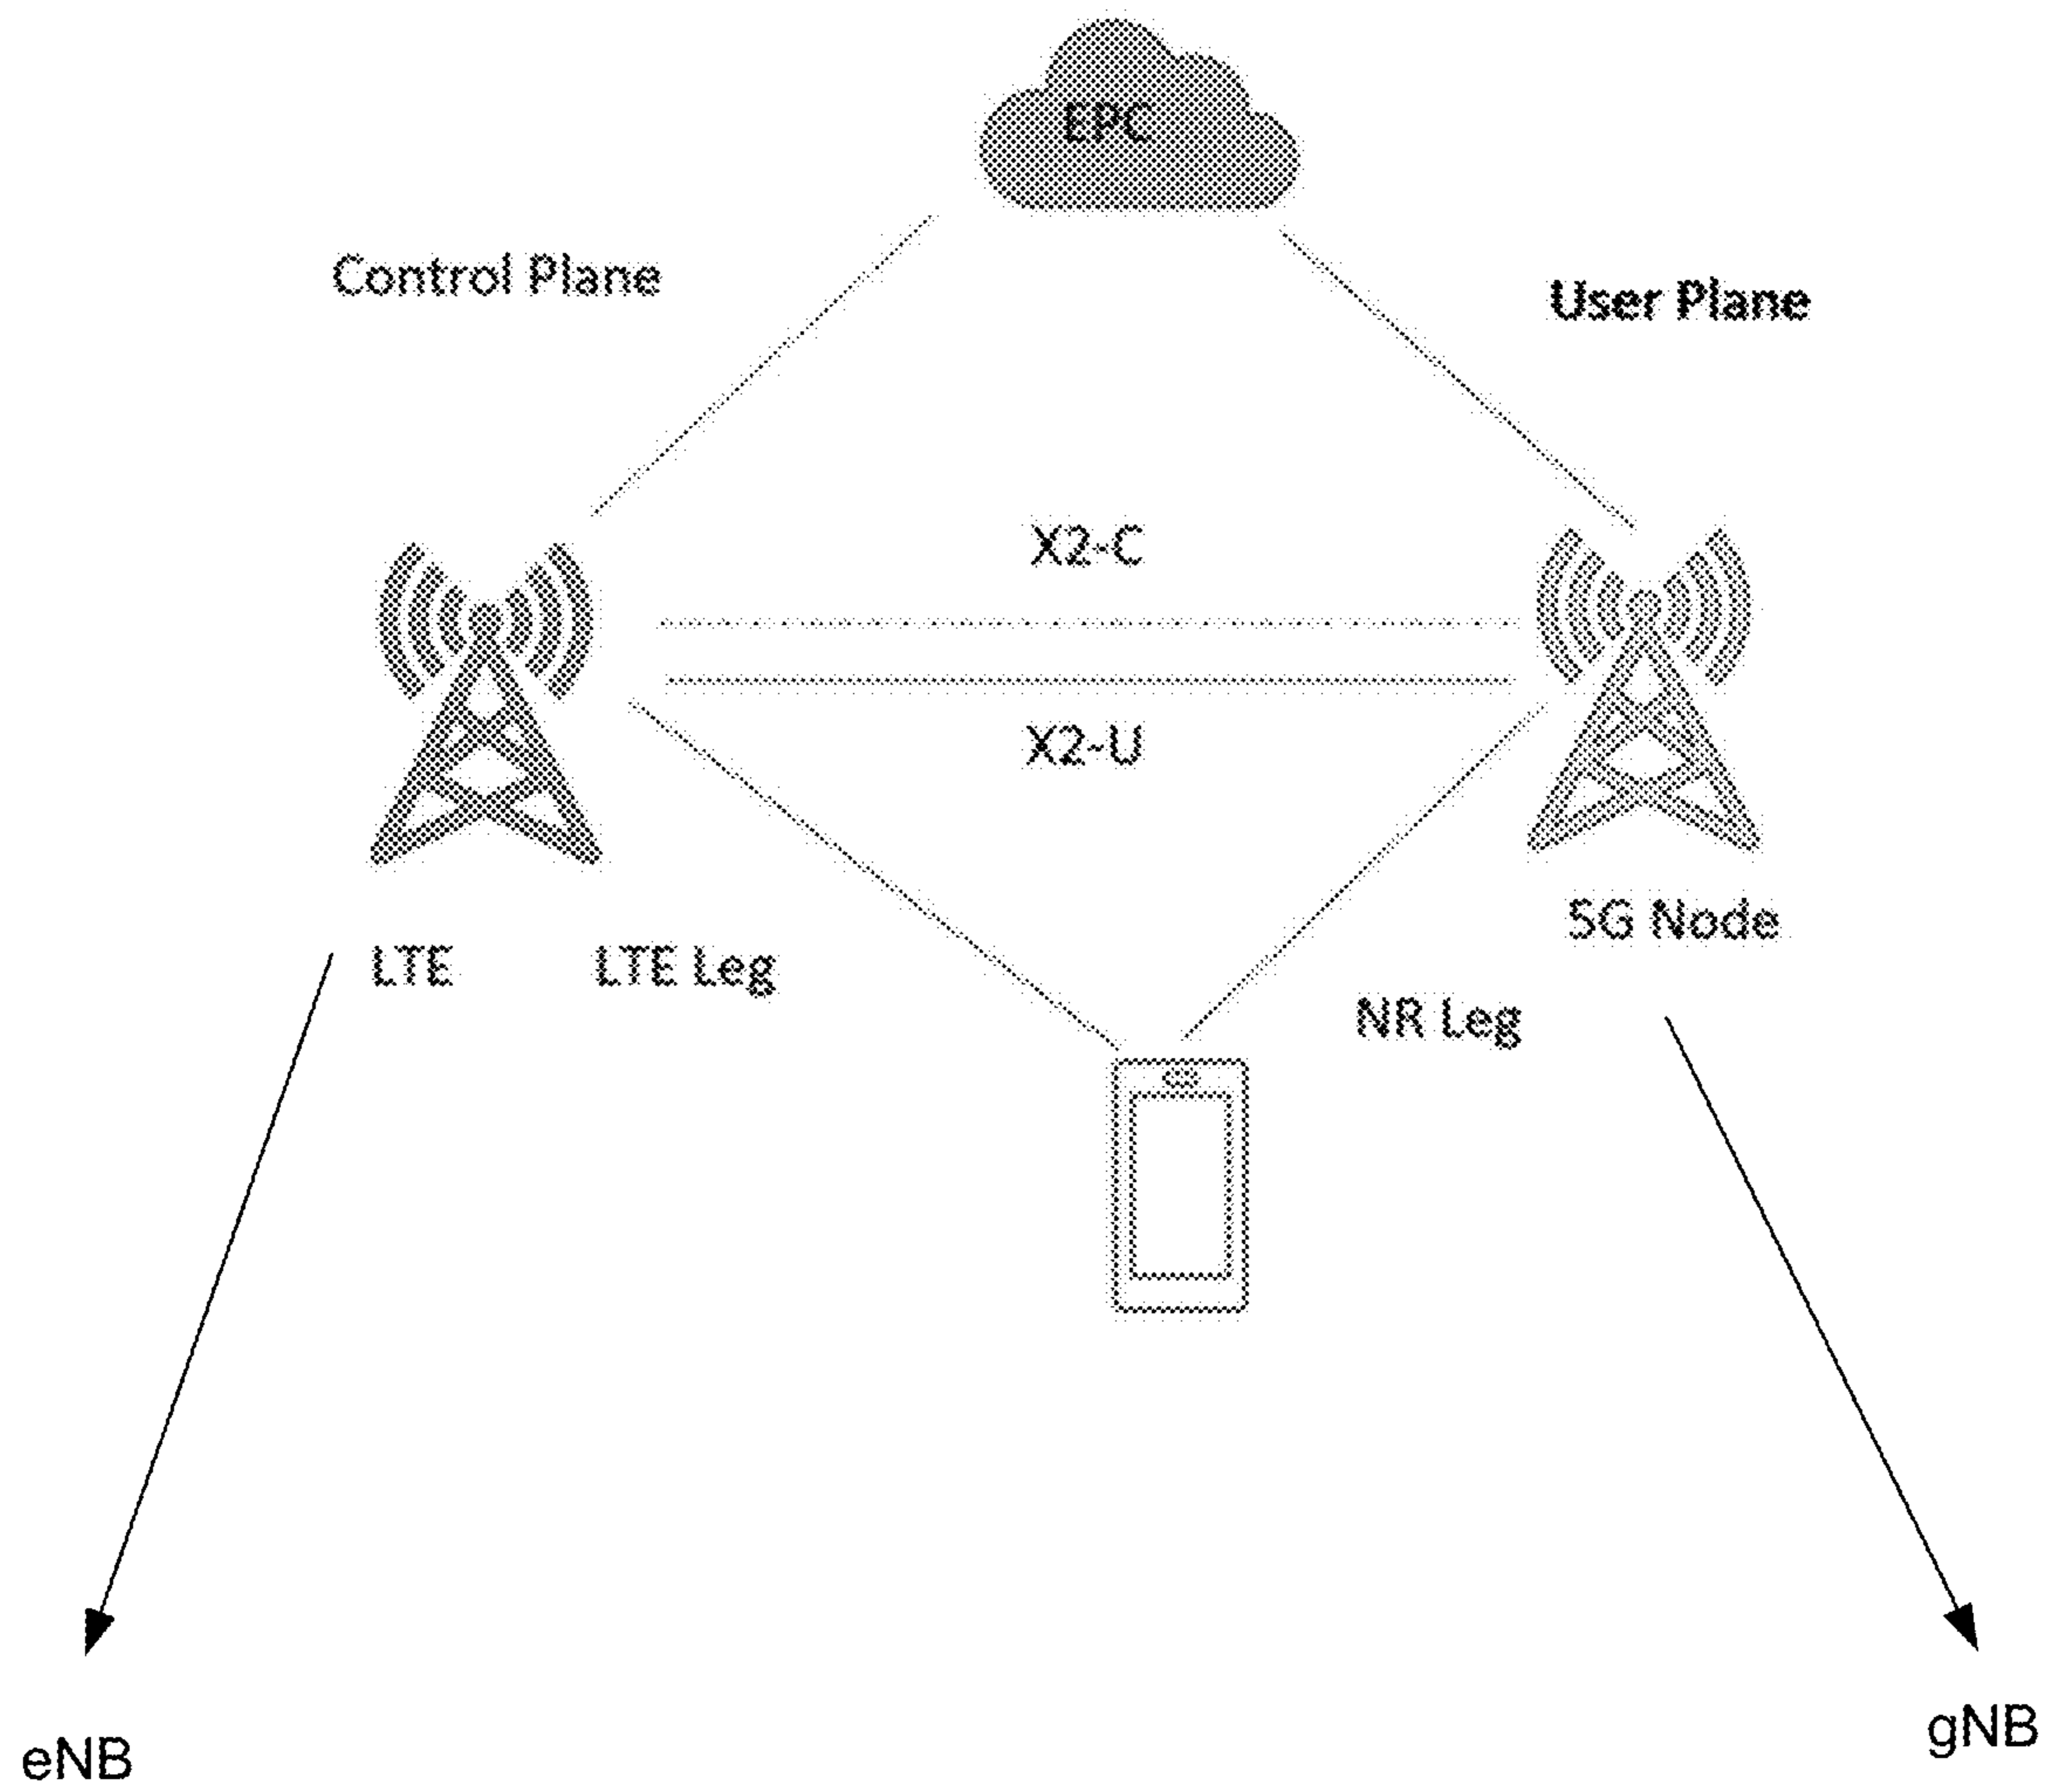 EPC
Control Plane
User Plane
X2-C
X2-U
5G Node
LTE
LTE Leg
NR Leg
eNB
gNB